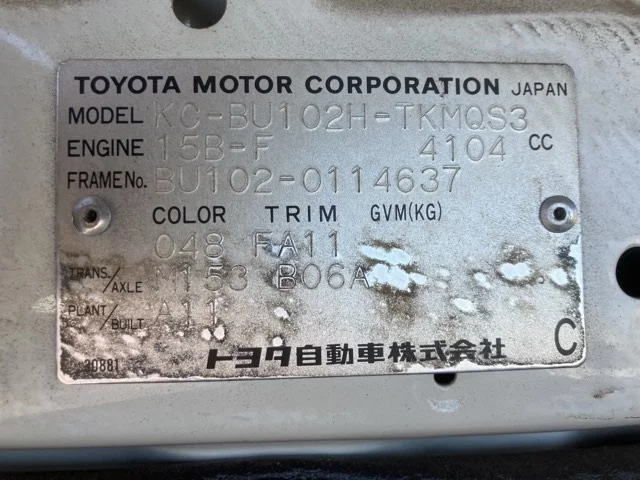 TOYOTA MOTOR CORPORATION JAPAN
MODEL KC-BU102H-TKMQS3
ENGINE 15B-F 4104 CC
FRAME No. BU102-0114637
COLOR TRIM GVM(KG)
048 FA11
TRANS./AXLE M153 B06A
PLANT/BUILT A11
30881 トヨタ自動車株式会社 C